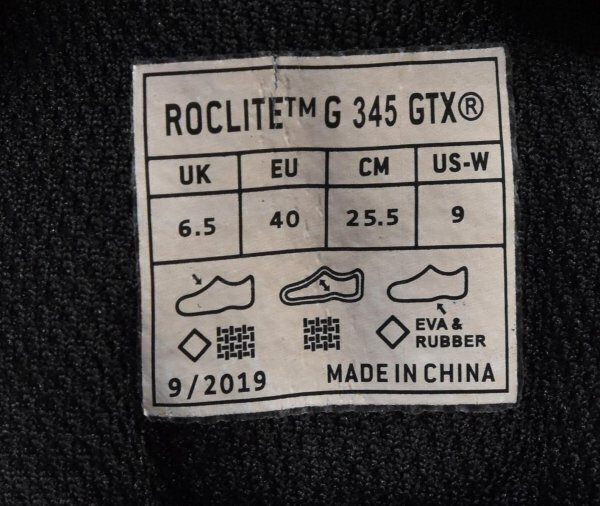 ROCLITE™ G 345 GTX®
UK EU CM US-W
6.5 40 25.5 9
EVA &
RUBBER
9/2019 MADE IN CHINA